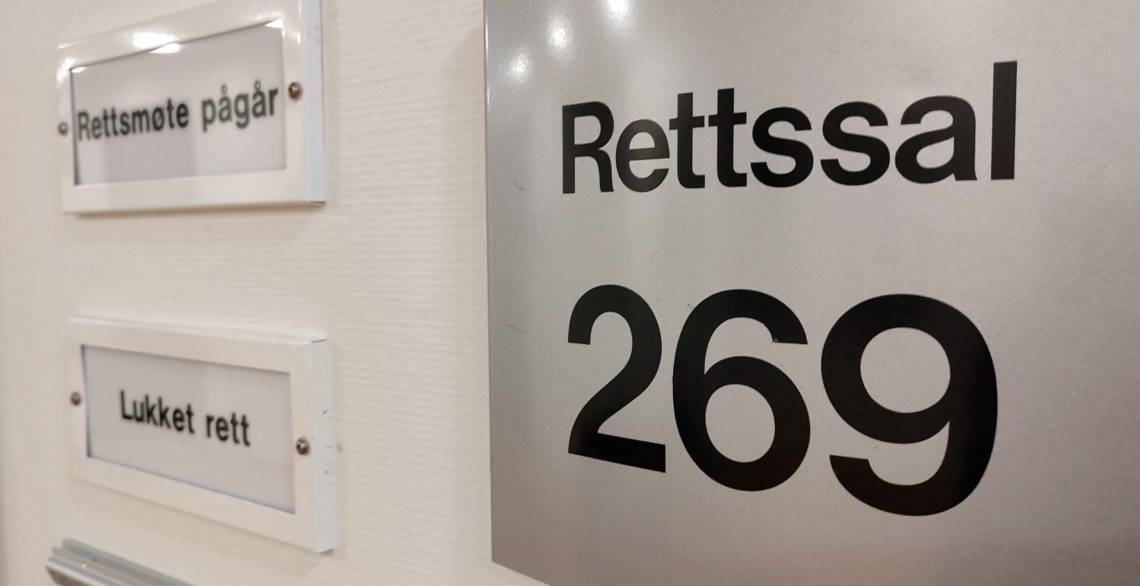 Rettsmøte pågår
Lukket rett
Rettssal
269